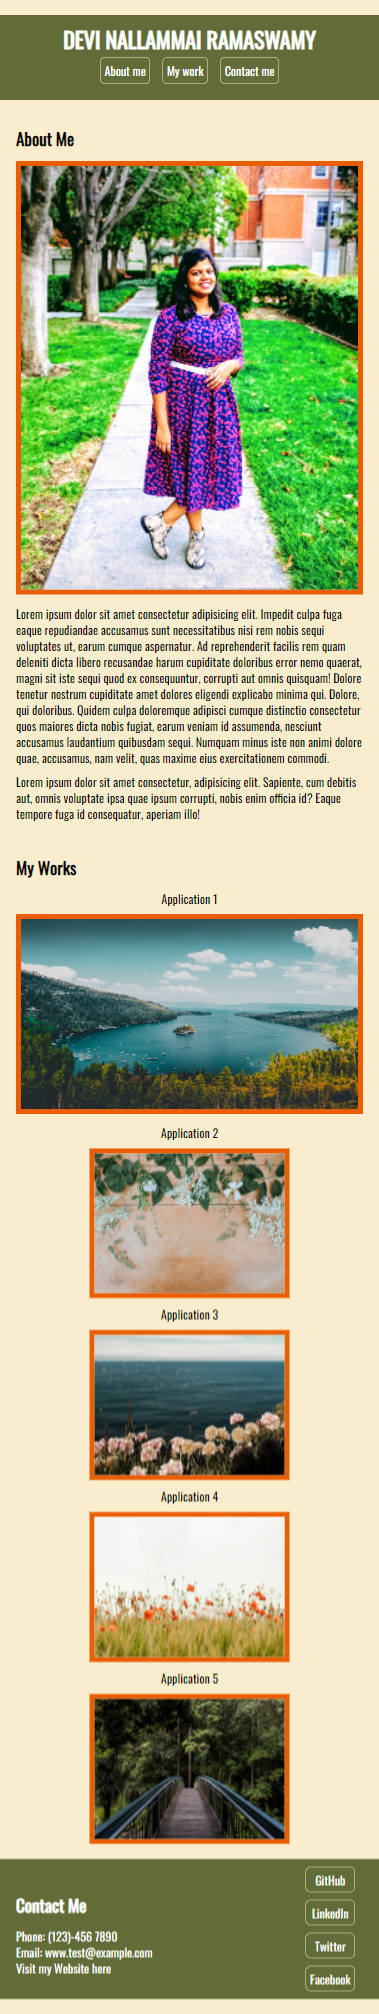 DEVI NALLAMMAI RAMASWAMY
About me My work Contact me
About Me
Lorem ipsum dolor sit amet consectetur adipisicing elit. Impedit culpa fuga
eaque repudiandae accusamus sunt necessitatibus nisi rem nobis sequi
voluptates ut, earum cumque aspernatur. Ad reprehenderit facilis rem quam
deleniti dicta libero recusandae harum cupiditate doloribus error nemo quaerat,
magni sit iste sequi quod ex consequuntur, corrupti aut omnis quisquam! Dolore
tenetur nostrum cupiditate amet dolores eligendi explicabo minima qui. Dolore,
qui doloribus. Quidem culpa doloremque adipisci cumque distinctio consectetur
quos maiores dicta nobis fugiat, earum veniam id assumenda, nesciunt
accusamus laudantium quibusdam sequi. Numquam minus iste non animi dolore
quae, accusamus, nam velit, quas maxime eius exercitationem commodi.
Lorem ipsum dolor sit amet consectetur, adipisicing elit. Sapiente, cum debitis
aut, omnis voluptate ipsa quae ipsum corrupti, nobis enim officia id? Eaque
tempore fuga id consequatur, aperiam illo!
My Works
Application 1
Application 2
Application 3
Application 4
Application 5
Contact Me
Phone: (123)-456 7890
Email: www.test@example.com
Visit my Website here
GitHub
LinkedIn
Twitter
Facebook